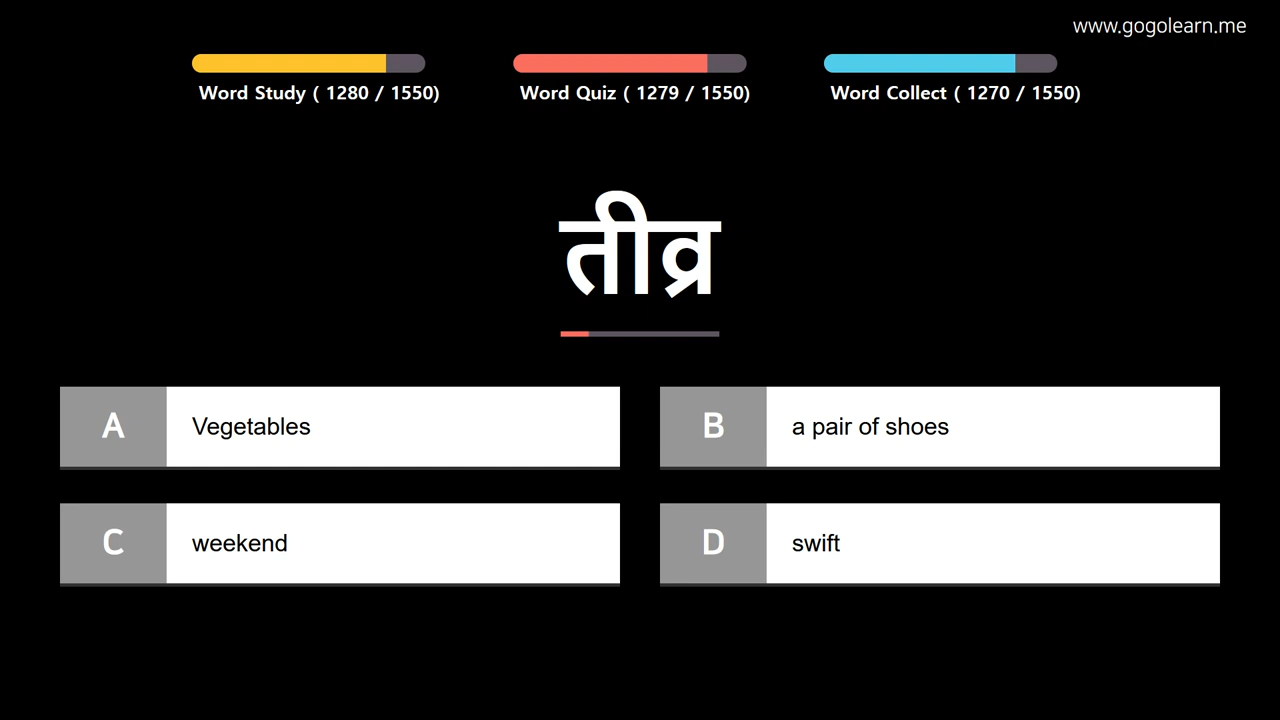 www.gogolearn.me
Word Study ( 1280 / 1550)
Word Quiz ( 1279 / 1550)
Word Collect ( 1270 / 1550)
तीव्र
A Vegetables
B a pair of shoes
C weekend
D swift